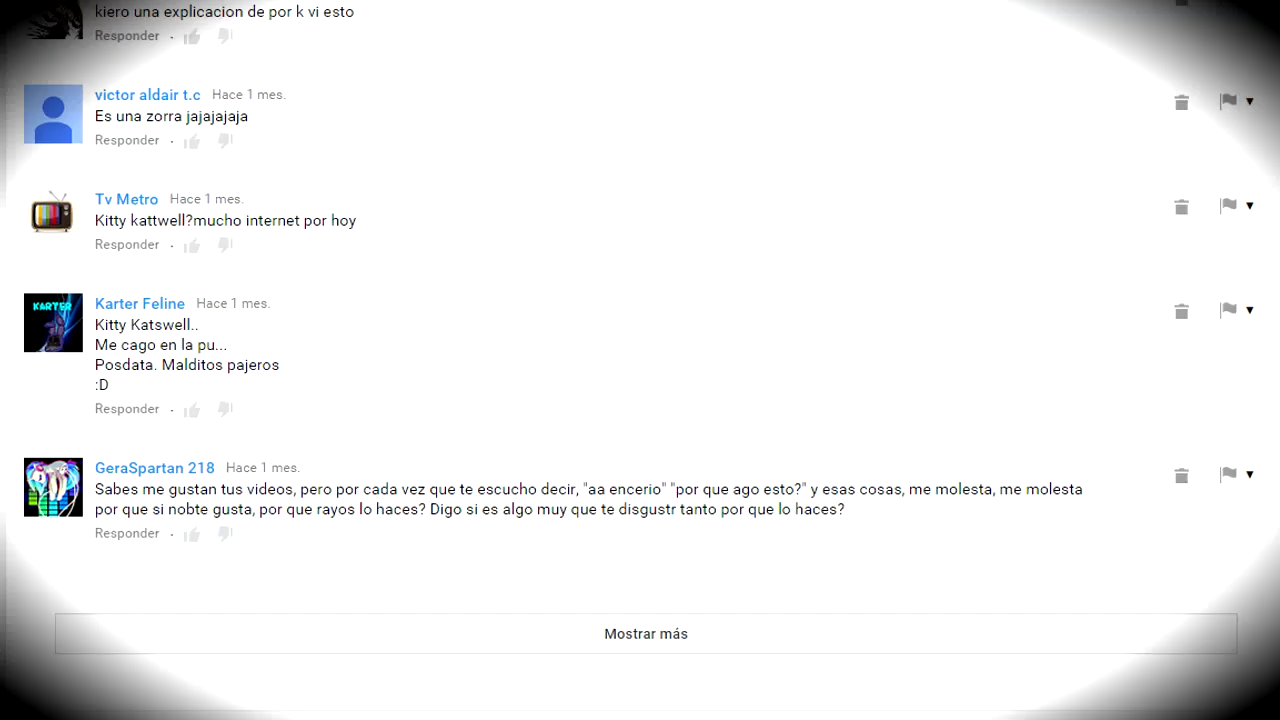 kiero una explicacion de por k vi esto
Responder ·
victor aldair t.c Hace 1 mes.
Es una zorra jajajajaja
Responder ·
Tv Metro Hace 1 mes.
Kitty kattwell?mucho internet por hoy
Responder ·
KARTER
Karter Feline Hace 1 mes.
Kitty Katswell..
Me cago en la pu...
Posdata. Malditos pajeros
:D
Responder ·
GeraSpartan 218 Hace 1 mes.
Sabes me gustan tus videos, pero por cada vez que te escucho decir, "aa encerio" "por que ago esto?" y esas cosas, me molesta, me molesta
por que si nobte gusta, por que rayos lo haces? Digo si es algo muy que te disgustr tanto por que lo haces?
Responder ·
Mostrar más